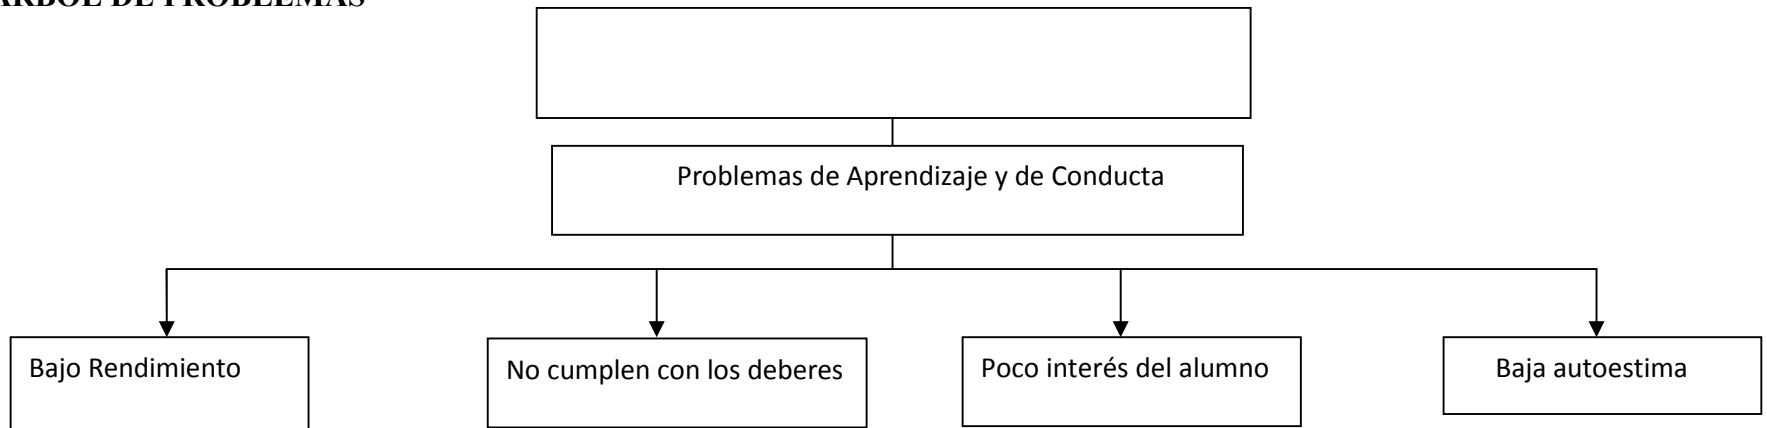 ÁRBOL DE PROBLEMAS
Problemas de Aprendizaje y de Conducta
Bajo Rendimiento
No cumplen con los deberes
Poco interés del alumno
Baja autoestima